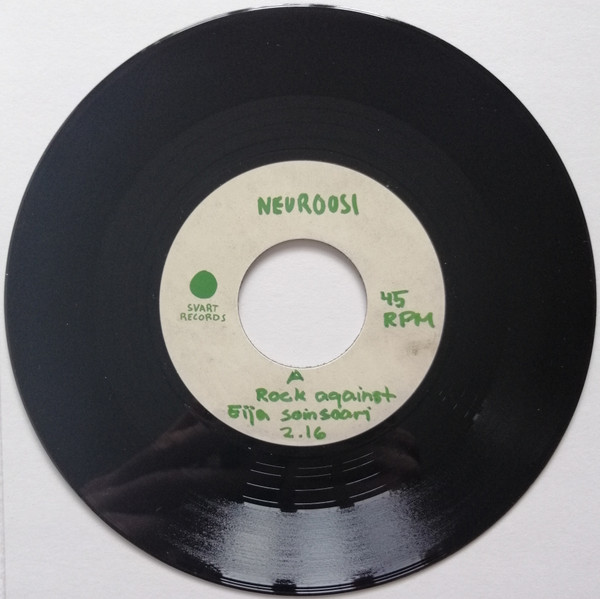 NEUROOSI
SVART
RECORDS
45
RPM
A
Rock against
Eija soinsaari
2.16